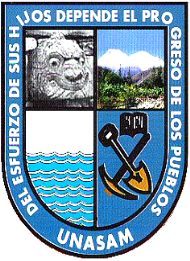 DEL ESFUERZO DE SUS HIJOS DEPENDE EL PROGRESO DE LOS PUEBLOS
UNASAM